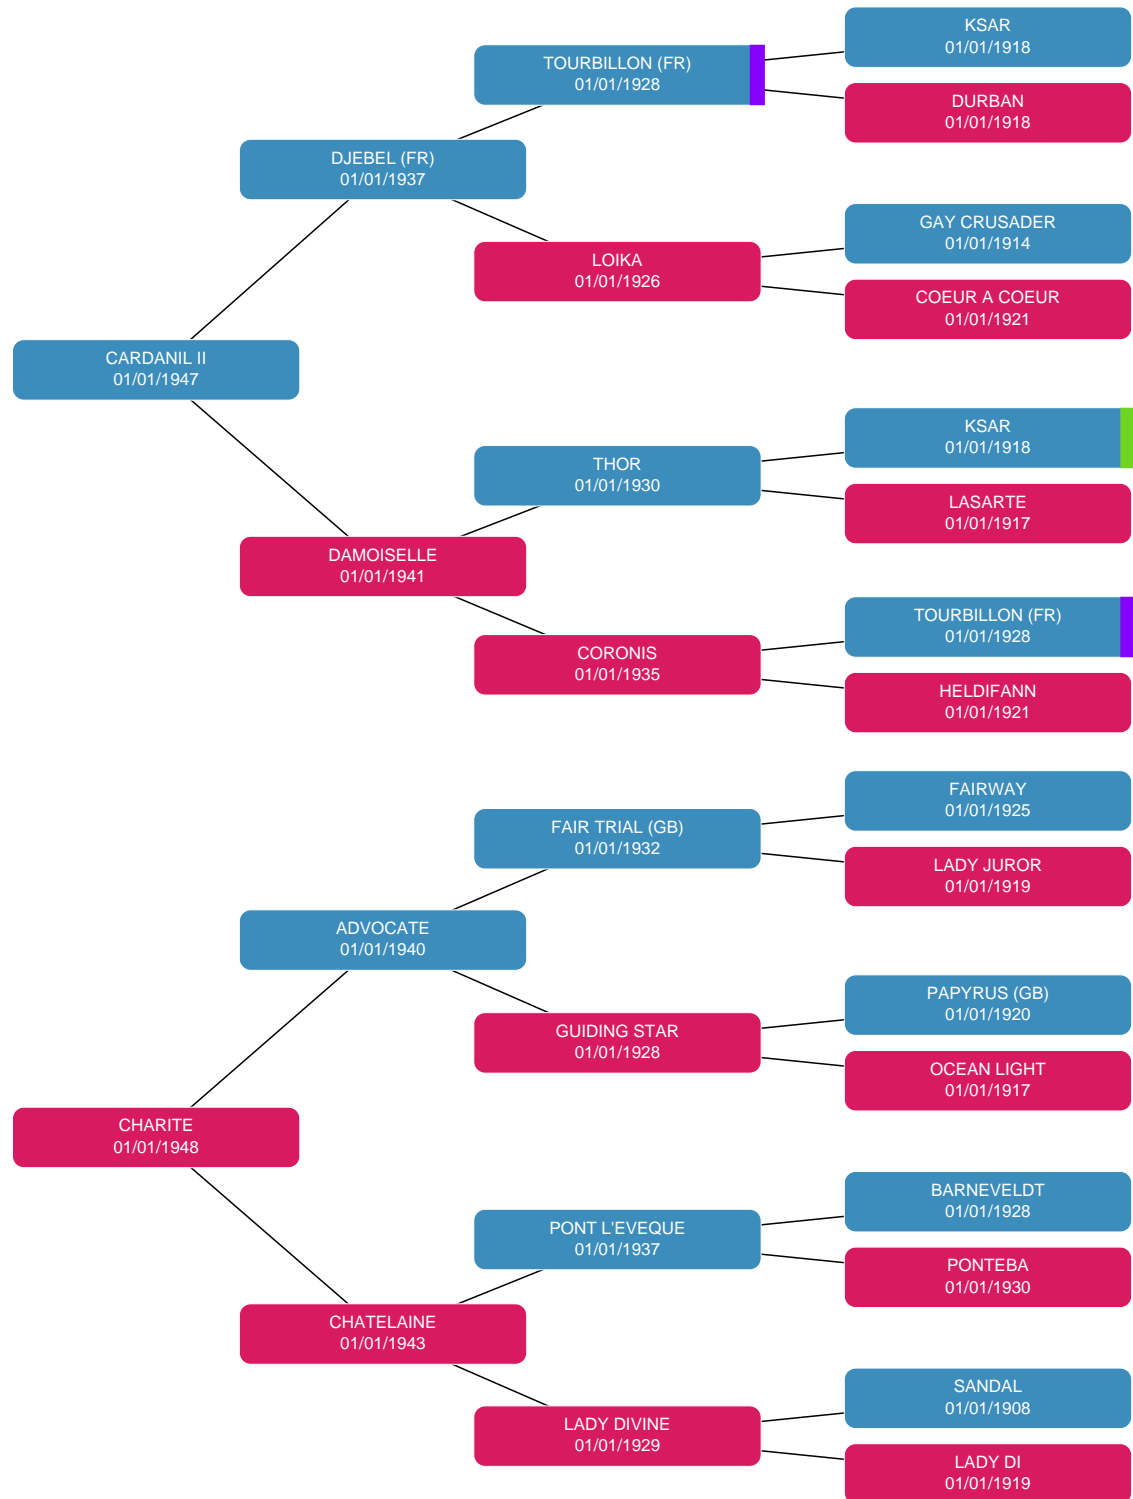 KSAR
01/01/1918
TOURBILLON (FR)
01/01/1928
DURBAN
01/01/1918
DJEBEL (FR)
01/01/1937
GAY CRUSADER
01/01/1914
LOIKA
01/01/1926
COEUR A COEUR
01/01/1921
CARDANIL II
01/01/1947
KSAR
01/01/1918
THOR
01/01/1930
LASARTE
01/01/1917
DAMOISELLE
01/01/1941
TOURBILLON (FR)
01/01/1928
CORONIS
01/01/1935
HELDIFANN
01/01/1921
FAIRWAY
01/01/1925
FAIR TRIAL (GB)
01/01/1932
LADY JUROR
01/01/1919
ADVOCATE
01/01/1940
PAPYRUS (GB)
01/01/1920
GUIDING STAR
01/01/1928
OCEAN LIGHT
01/01/1917
CHARITE
01/01/1948
BARNEVELDT
01/01/1928
PONT L'EVEQUE
01/01/1937
PONTEBA
01/01/1930
CHATELAINE
01/01/1943
SANDAL
01/01/1908
LADY DIVINE
01/01/1929
LADY DI
01/01/1919